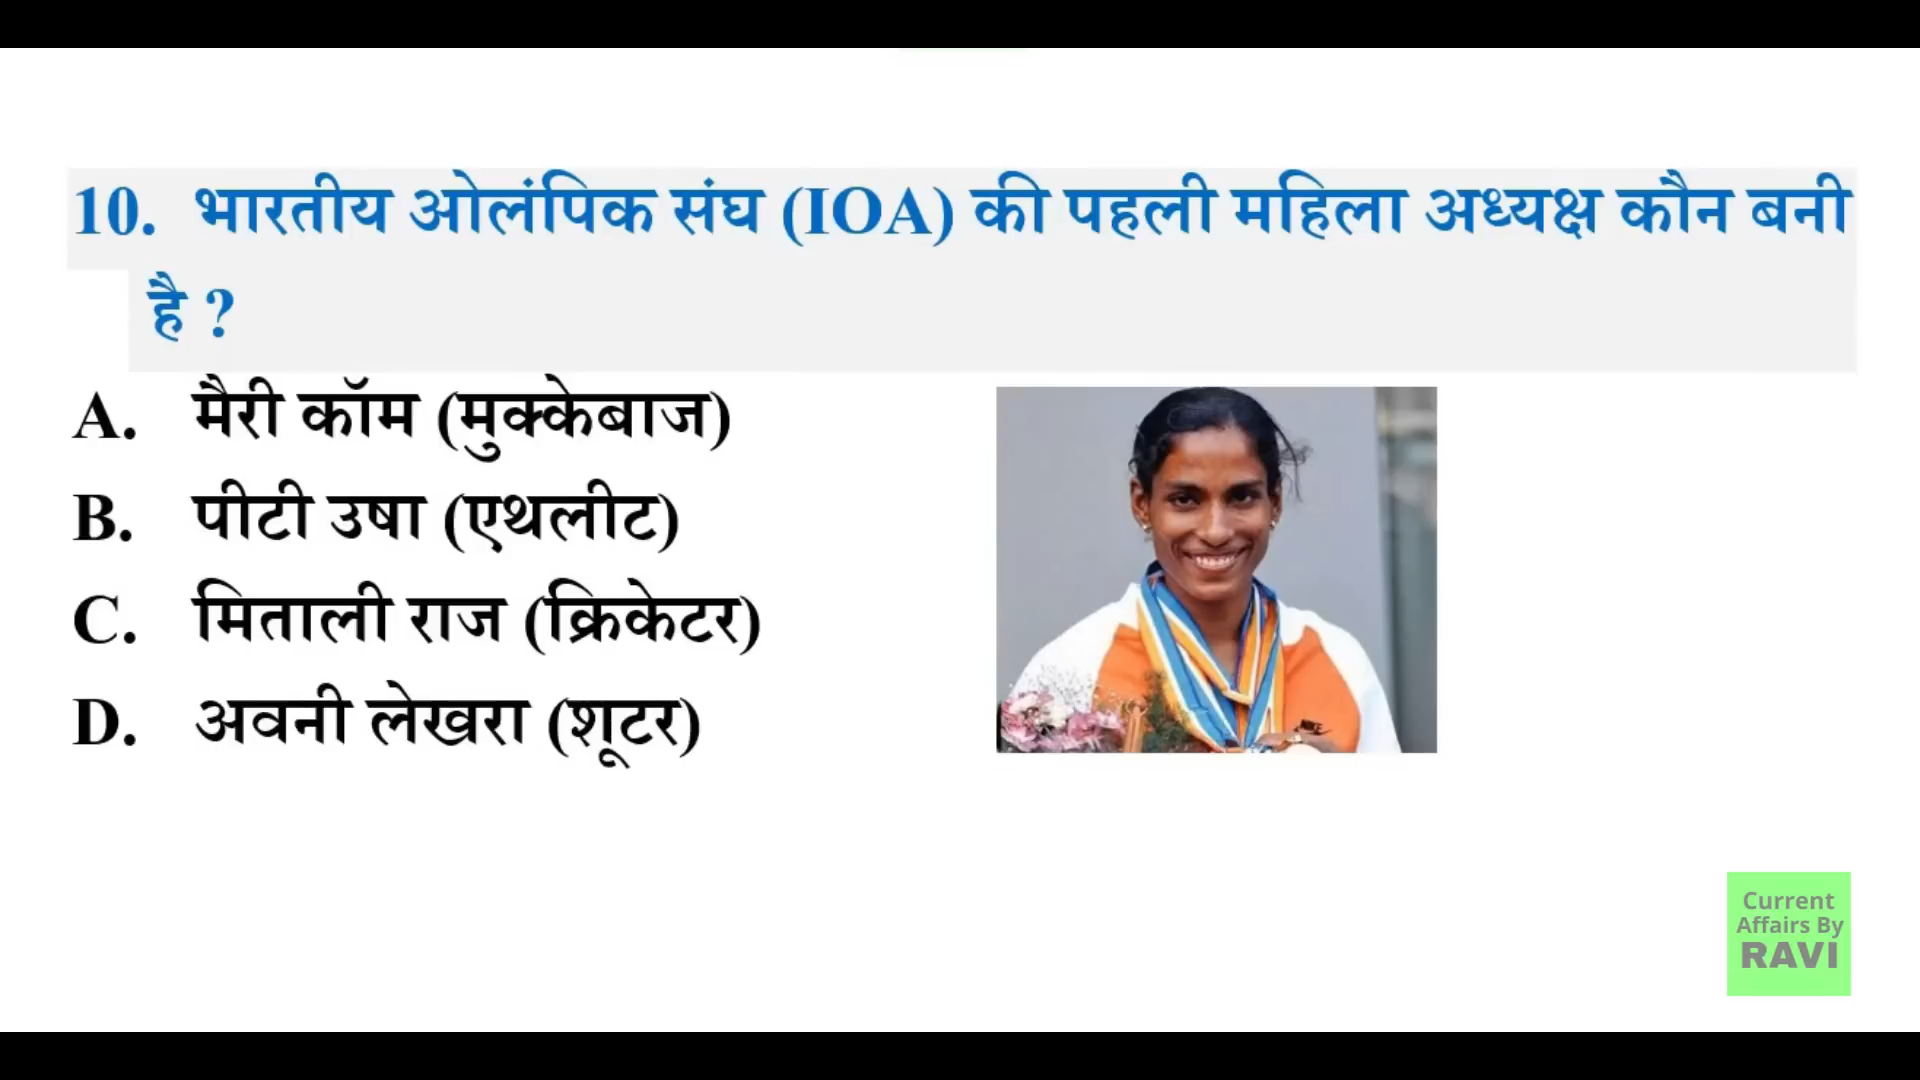 10. भारतीय ओलंपिक संघ (IOA) की पहली महिला अध्यक्ष कौन बनी
है ?
A. मैरी कॉम (मुक्केबाज)
B. पीटी उषा (एथलीट)
C. मिताली राज (क्रिकेटर)
D. अवनी लेखरा (शूटर)
Current
Affairs By
RAVI